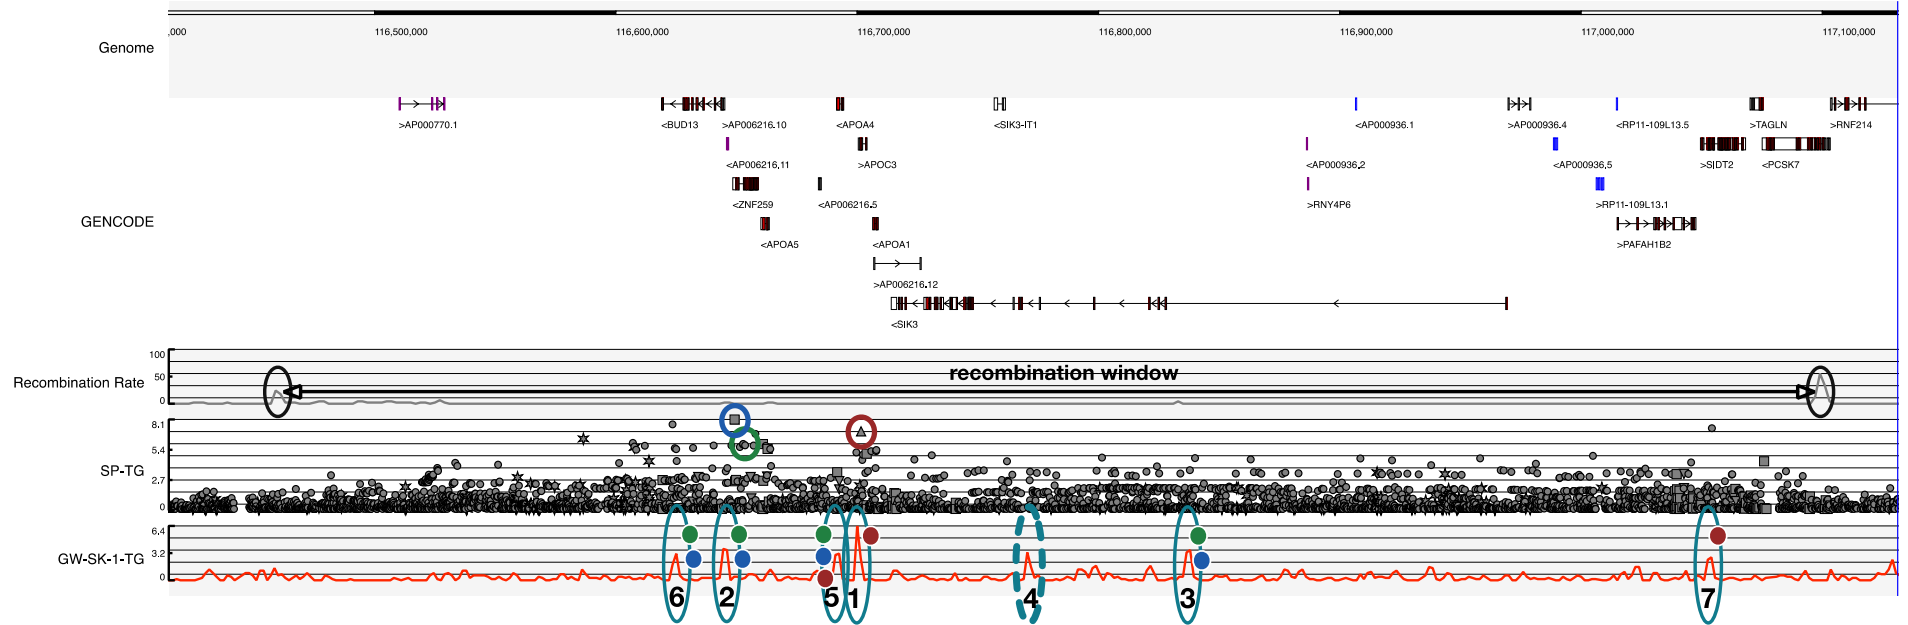 Genome
,000 116,500,000 116,600,000 116,700,000 116,800,000 116,900,000 117,000,000 117,100,000
GENCODE
>AP000770.1 <BUD13 >AP006216.10 <APOA4 <SIK3-IT1 <AP000936.1 >AP000936.4 <RP11-109L13.5 >TAGLN >RNF214
<AP006216.11 >APOC3 <AP000936.2 <AP000936.5 >SIDT2 <PCSK7
<ZNF259 <AP006216.5 >RNY4P6 >RP11-109L13.1
<APOA5 <APOA1 >PAFAH1B2
>AP006216.12
<SIK3
Recombination Rate
100
50
0
recombination window
SP-TG
8.1
5.4
2.7
0
GW-SK-1-TG
6.4
3.2
0
6 2 5 1 4 3 7